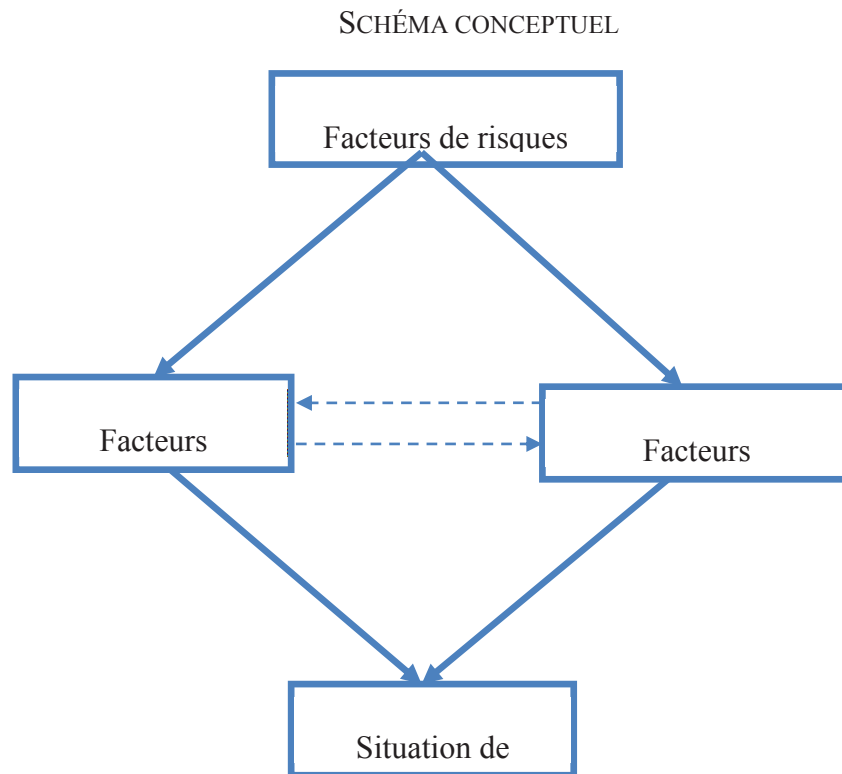 SCHÉMA CONCEPTUEL
Facteurs de risques
Facteurs
Facteurs
Situation de